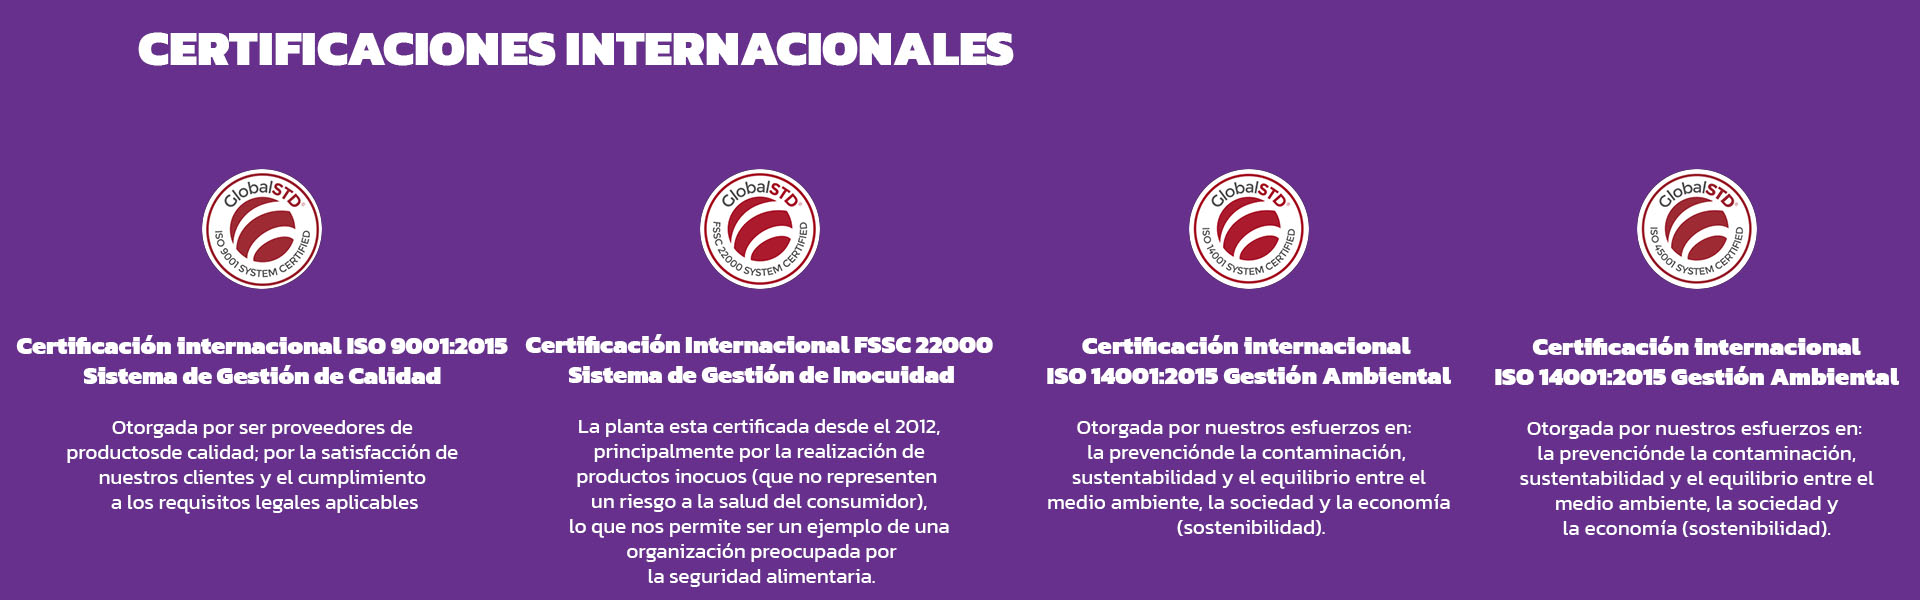 CERTIFICACIONES INTERNACIONALES
GlobalSTD
ISO 9001 SYSTEM CERTIFIED
Certificación internacional ISO 9001:2015
Sistema de Gestión de Calidad
Otorgada por ser proveedores de
productosde calidad; por la satisfacción de
nuestros clientes y el cumplimiento
a los requisitos legales aplicables
GlobalSTD
FSSC 22000 SYSTEM CERTIFIED
Certificación Internacional FSSC 22000
Sistema de Gestión de Inocuidad
La planta esta certificada desde el 2012,
principalmente por la realización de
productos inocuos (que no representen
un riesgo a la salud del consumidor),
lo que nos permite ser un ejemplo de una
organización preocupada por
la seguridad alimentaria.
GlobalSTD
ISO 14001 SYSTEM CERTIFIED
Certificación internacional
ISO 14001:2015 Gestión Ambiental
Otorgada por nuestros esfuerzos en:
la prevenciónde la contaminación,
sustentabilidad y el equilibrio entre el
medio ambiente, la sociedad y la economía
(sostenibilidad).
GlobalSTD
ISO 45001 SYSTEM CERTIFIED
Certificación internacional
ISO 14001:2015 Gestión Ambiental
Otorgada por nuestros esfuerzos en:
la prevenciónde la contaminación,
sustentabilidad y el equilibrio entre el
medio ambiente, la sociedad y
la economía (sostenibilidad).